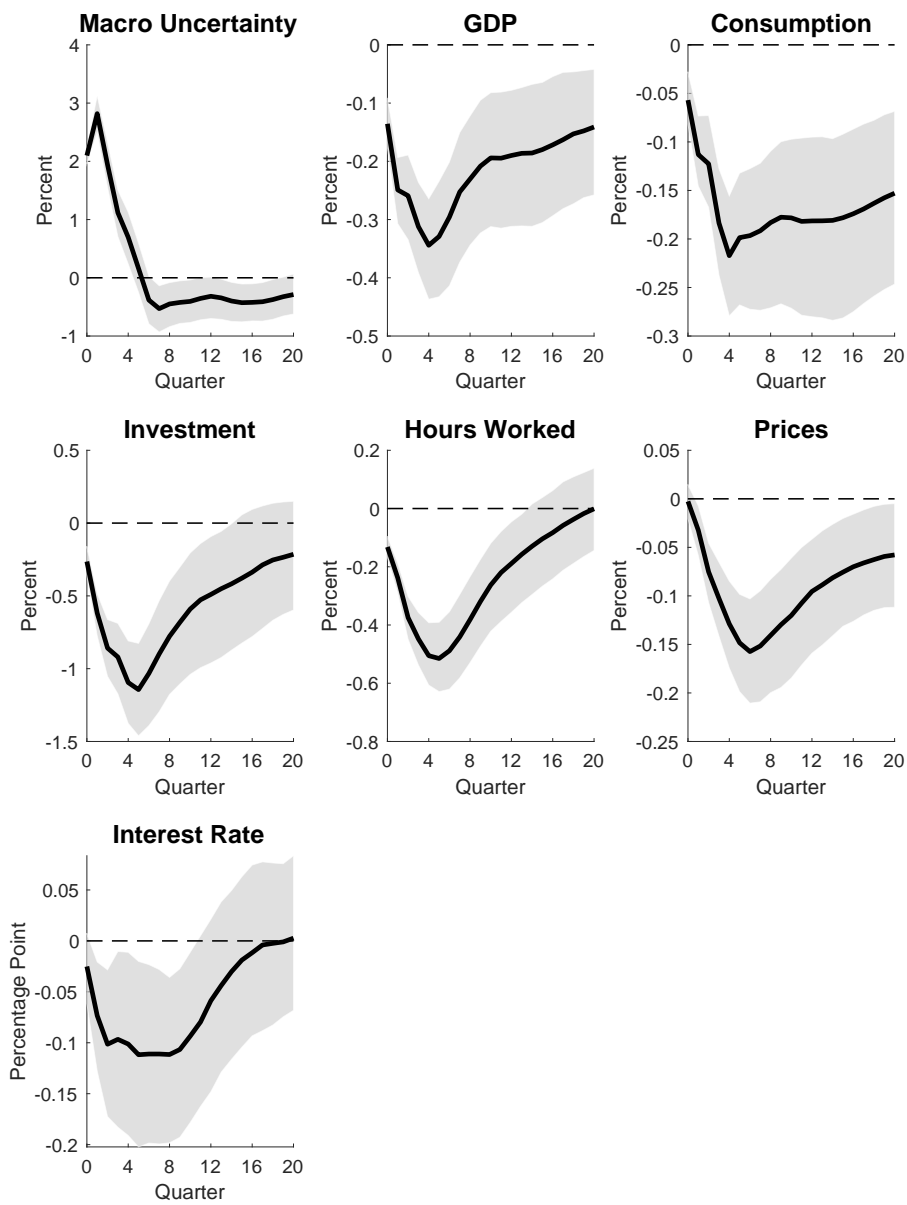 Macro Uncertainty
4
3
2
1
0
-1
Percent
0 4 8 12 16 20
Quarter
GDP
0
-0.1
-0.2
-0.3
-0.4
-0.5
Percent
0 4 8 12 16 20
Quarter
Consumption
0
-0.05
-0.1
-0.15
-0.2
-0.25
-0.3
Percent
0 4 8 12 16 20
Quarter
Investment
0.5
0
-0.5
-1
-1.5
Percent
0 4 8 12 16 20
Quarter
Hours Worked
0.2
0
-0.2
-0.4
-0.6
-0.8
Percent
0 4 8 12 16 20
Quarter
Prices
0.05
0
-0.05
-0.1
-0.15
-0.2
-0.25
Percent
0 4 8 12 16 20
Quarter
Interest Rate
0.05
0
-0.05
-0.1
-0.15
-0.2
Percentage Point
0 4 8 12 16 20
Quarter